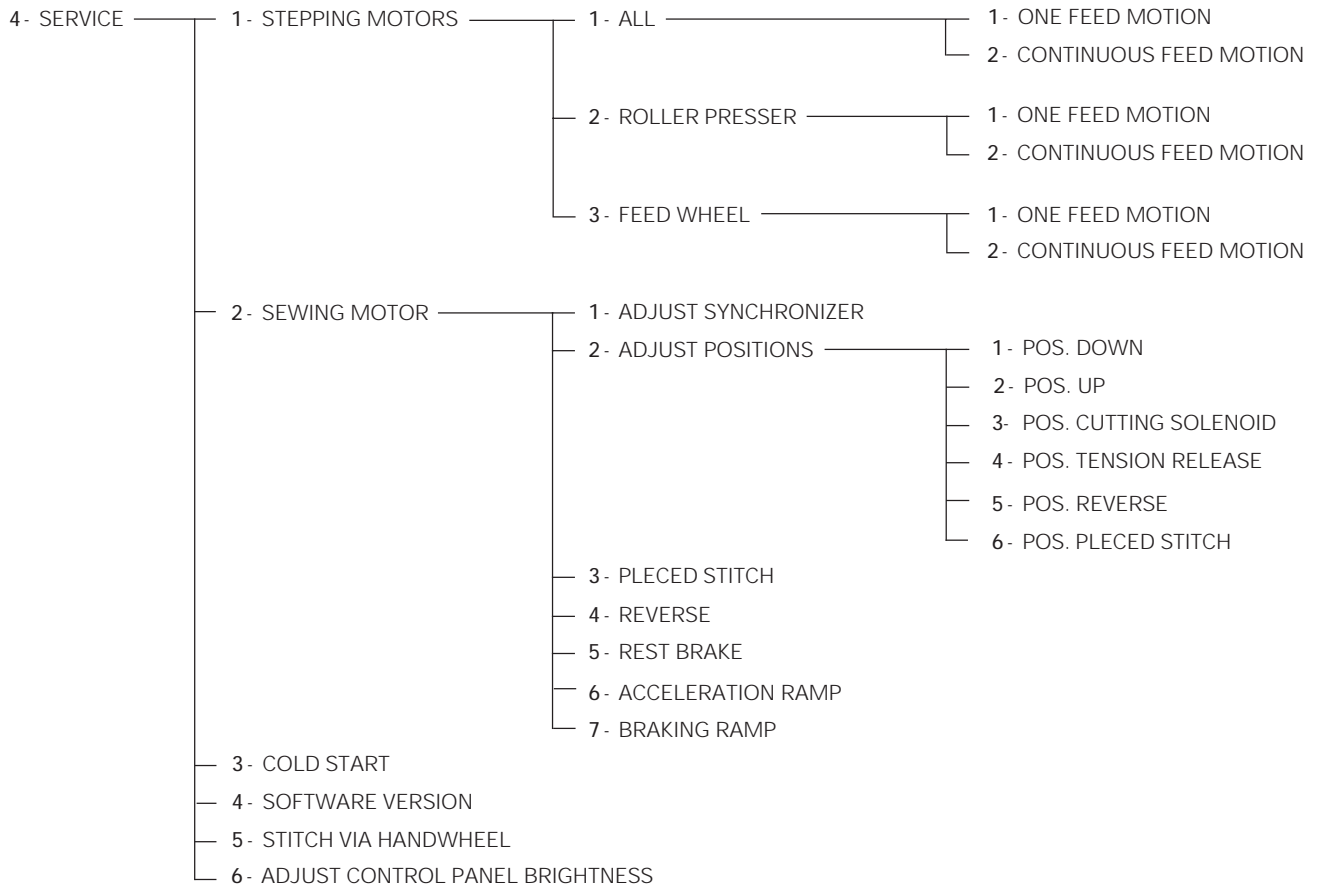 4 - SERVICE
1 - STEPPING MOTORS
1 - ALL
1 - ONE FEED MOTION
2 - CONTINUOUS FEED MOTION
2 - ROLLER PRESSER
1 - ONE FEED MOTION
2 - CONTINUOUS FEED MOTION
3 - FEED WHEEL
1 - ONE FEED MOTION
2 - CONTINUOUS FEED MOTION
2 - SEWING MOTOR
1 - ADJUST SYNCHRONIZER
2 - ADJUST POSITIONS
1 - POS. DOWN
2 - POS. UP
3- POS. CUTTING SOLENOID
4 - POS. TENSION RELEASE
5 - POS. REVERSE
6 - POS. PLECED STITCH
3 - PLECED STITCH
4 - REVERSE
5 - REST BRAKE
6 - ACCELERATION RAMP
7 - BRAKING RAMP
3 - COLD START
4 - SOFTWARE VERSION
5 - STITCH VIA HANDWHEEL
6 - ADJUST CONTROL PANEL BRIGHTNESS